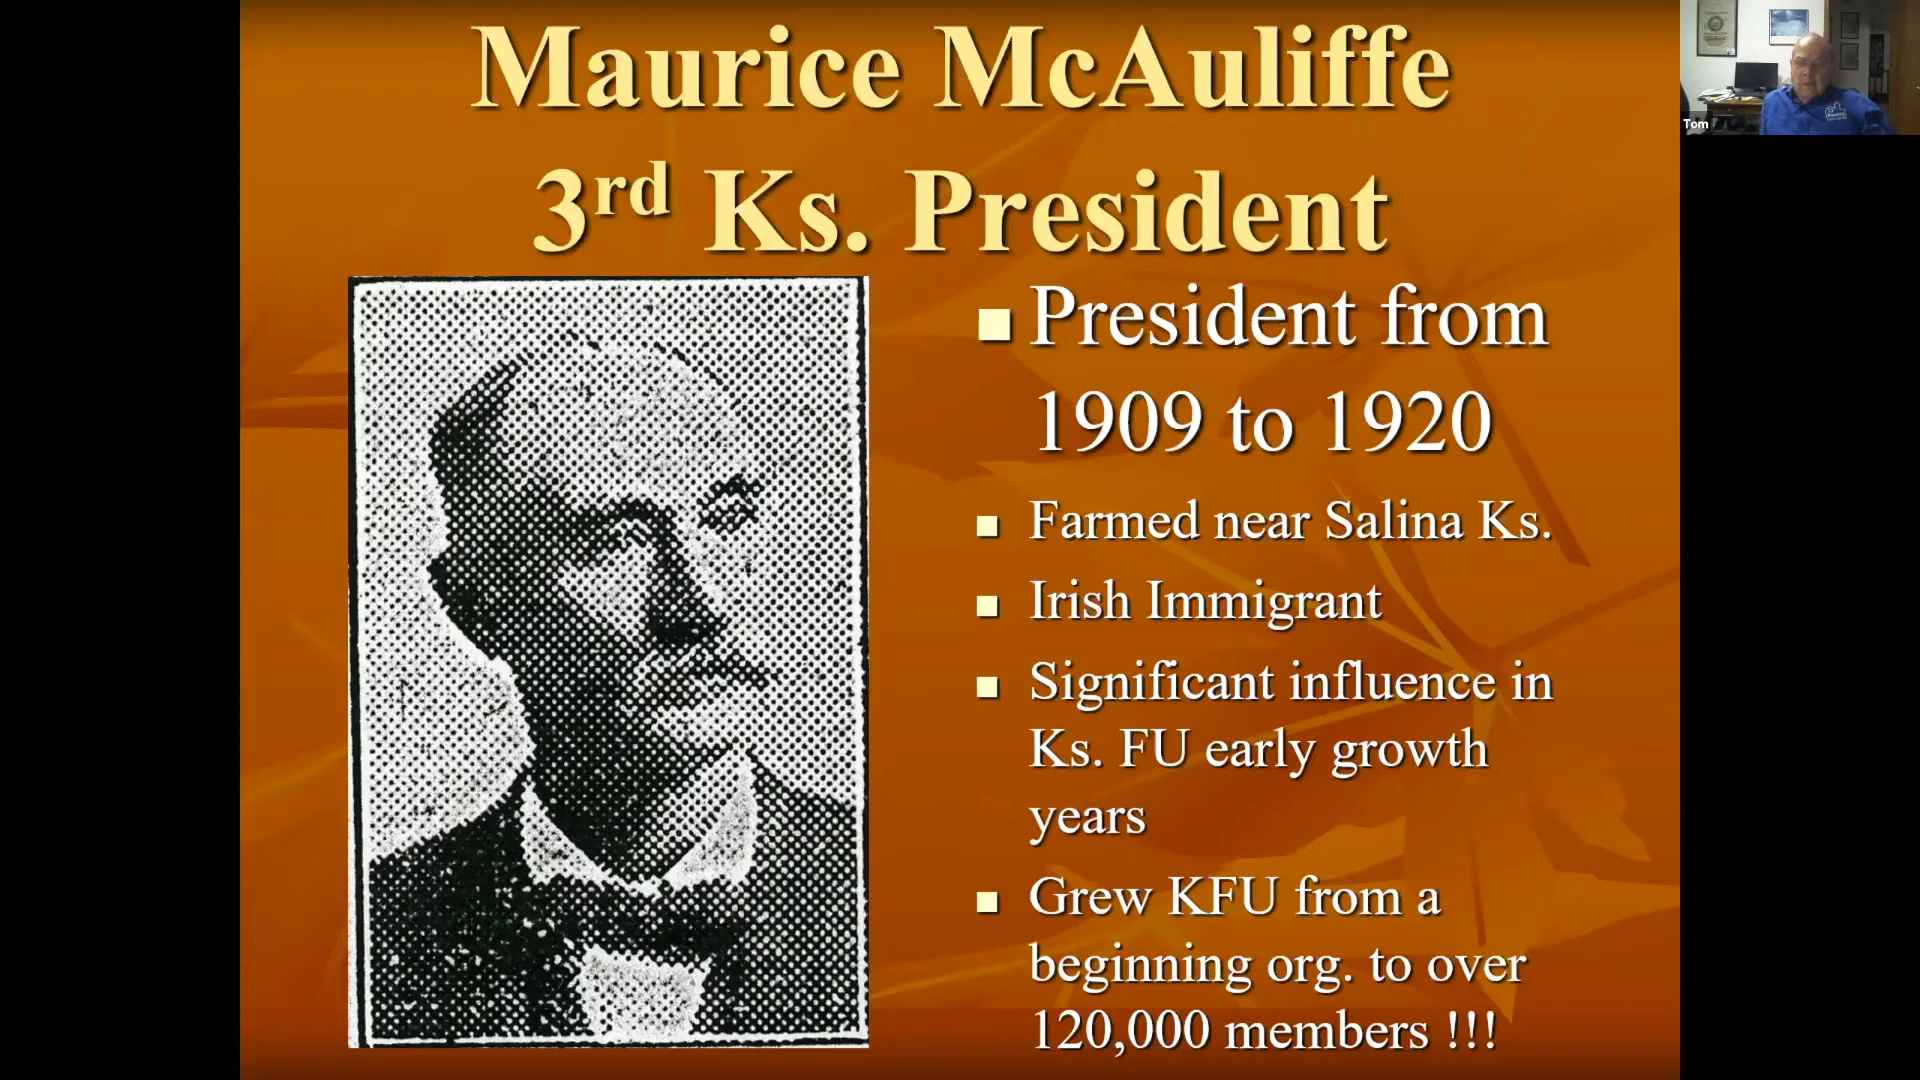 Maurice McAuliffe
3rd Ks. President
President from
1909 to 1920
Farmed near Salina Ks.
Irish Immigrant
Significant influence in
Ks. FU early growth
years
Grew KFU from a
beginning org. to over
120,000 members !!!
Tom